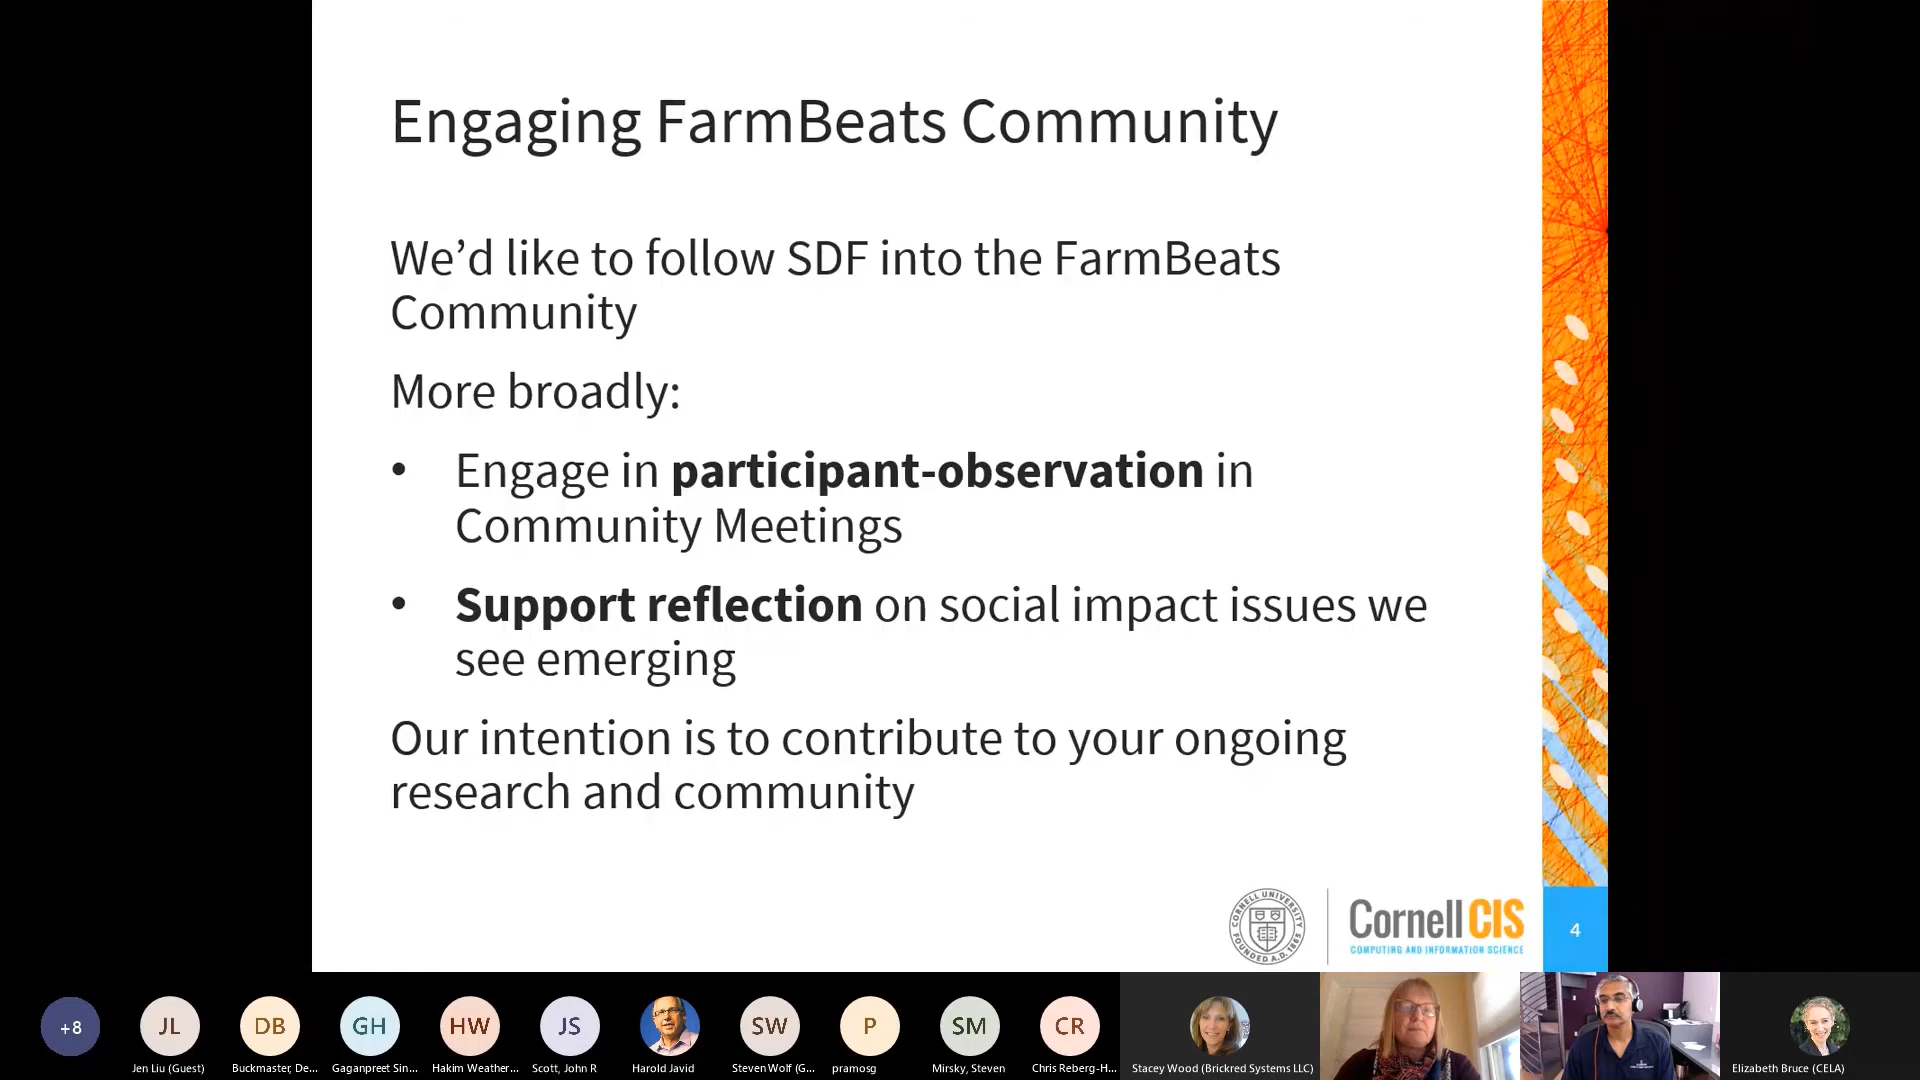 Engaging FarmBeats Community
We’d like to follow SDF into the FarmBeats
Community
More broadly:
• Engage in participant-observation in
Community Meetings
• Support reflection on social impact issues we
see emerging
Our intention is to contribute to your ongoing
research and community
CORNELL UNIVERSITY
FOUNDED A.D. 1865
Cornell CIS
COMPUTING AND INFORMATION SCIENCE
4
+8
JL
DB
GH
HW
JS
SW
P
SM
CR
Jen Liu (Guest)
Buckmaster, De...
Gaganpreet Sin...
Hakim Weather...
Scott, John R
Harold Javid
Steven Wolf (G...
pramosg
Mirsky, Steven
Chris Reberg-H...
Stacey Wood (Brickred Systems LLC)
Elizabeth Bruce (CELA)